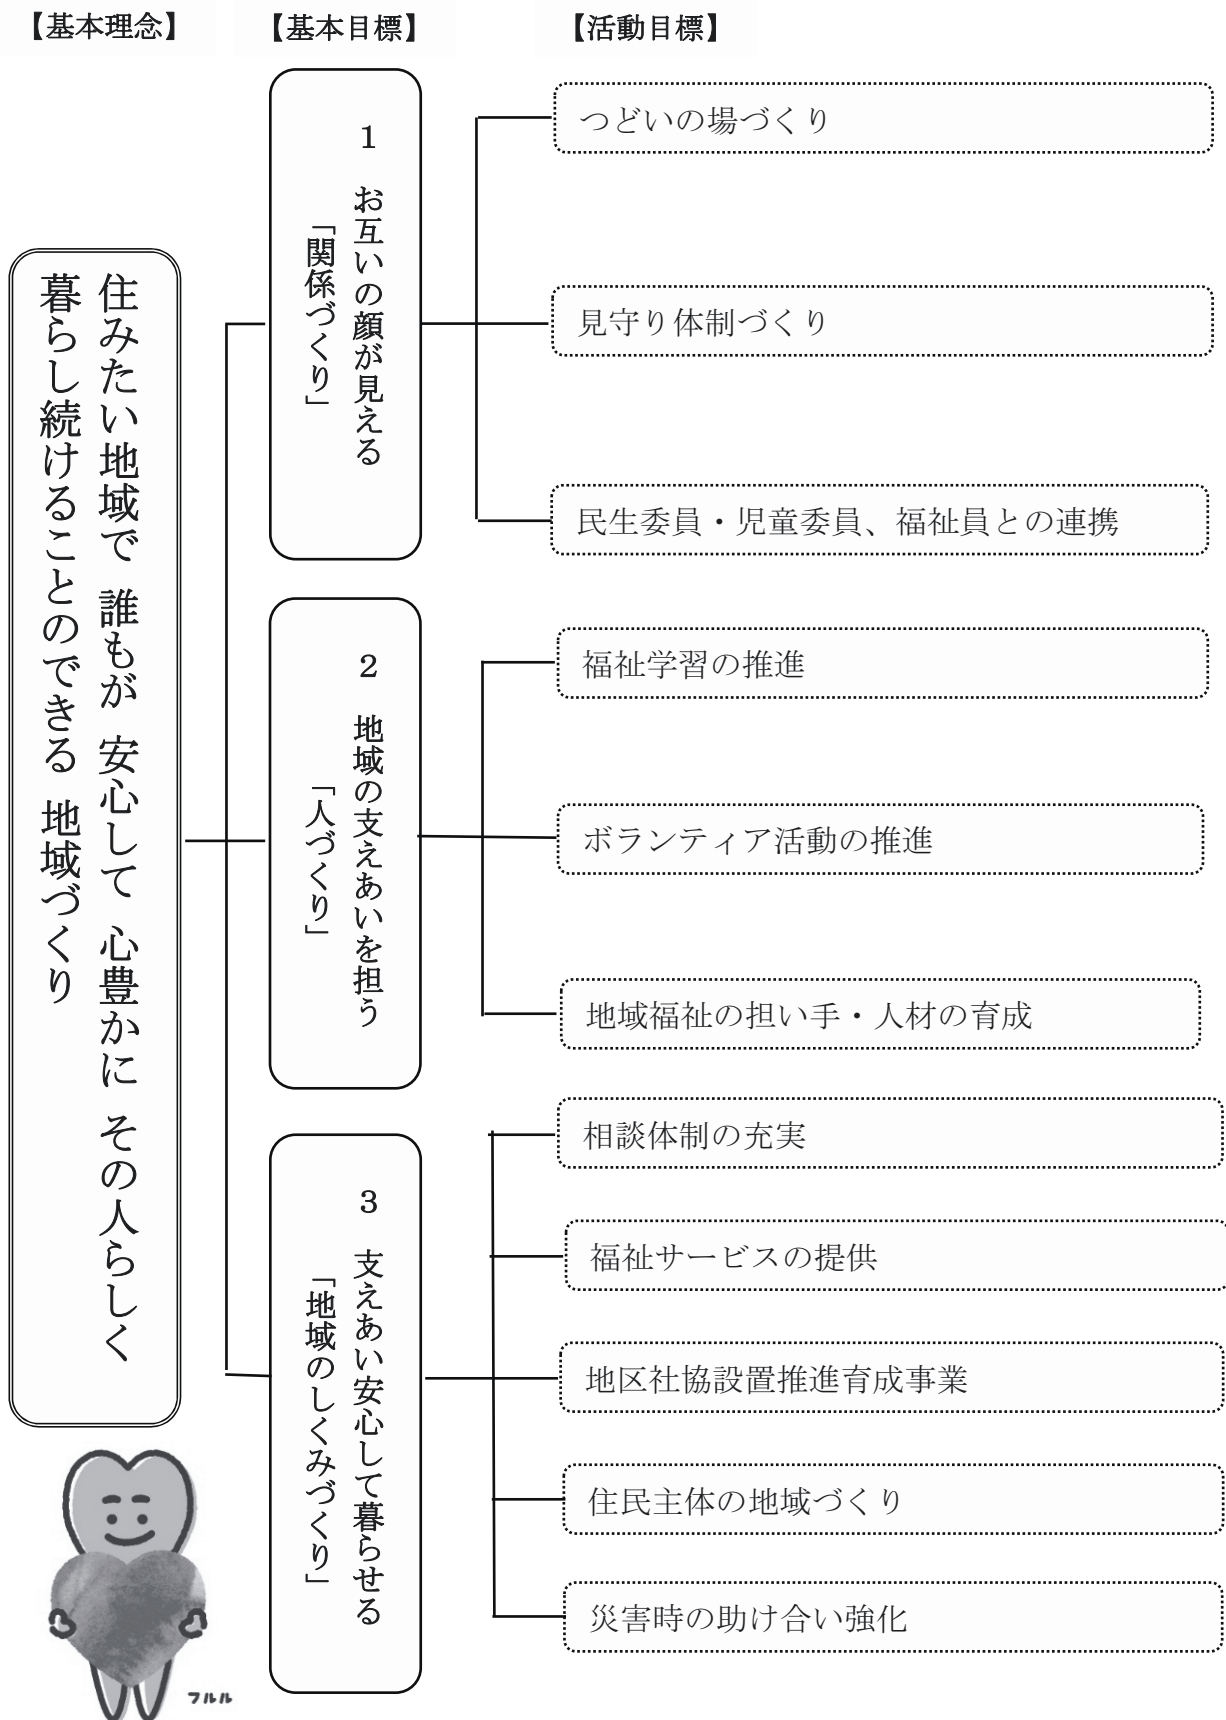 【基本理念】
【基本目標】
【活動目標】
住みたい地域で 誰もが 安心して 心豊かに その人らしく
暮らし続けることのできる 地域づくり
1 お互いの顔が見える
「関係づくり」
つどいの場づくり
見守り体制づくり
民生委員・児童委員、福祉員との連携
2 地域の支えあいを担う
「人づくり」
福祉学習の推進
ボランティア活動の推進
地域福祉の担い手・人材の育成
3 支えあい安心して暮らせる
「地域のしくみづくり」
相談体制の充実
福祉サービスの提供
地区社協設置推進育成事業
住民主体の地域づくり
災害時の助け合い強化
フルル